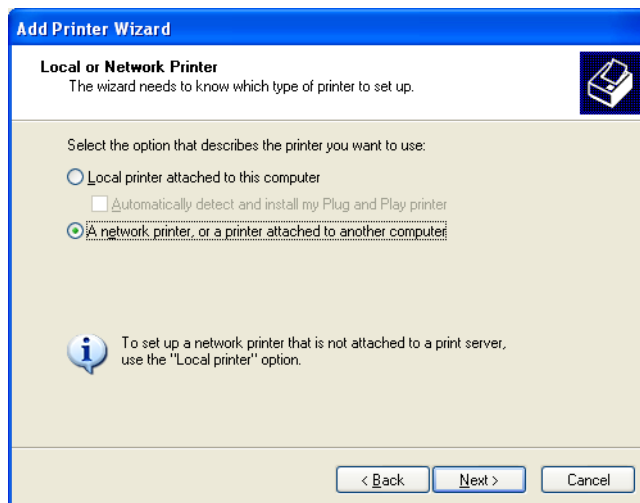 Add Printer Wizard
Local or Network Printer
The wizard needs to know which type of printer to set up.
Select the option that describes the printer you want to use:
Local printer attached to this computer
Automatically detect and install my Plug and Play printer
A network printer, or a printer attached to another computer
To set up a network printer that is not attached to a print server,
use the "Local printer" option.
< Back Next > Cancel